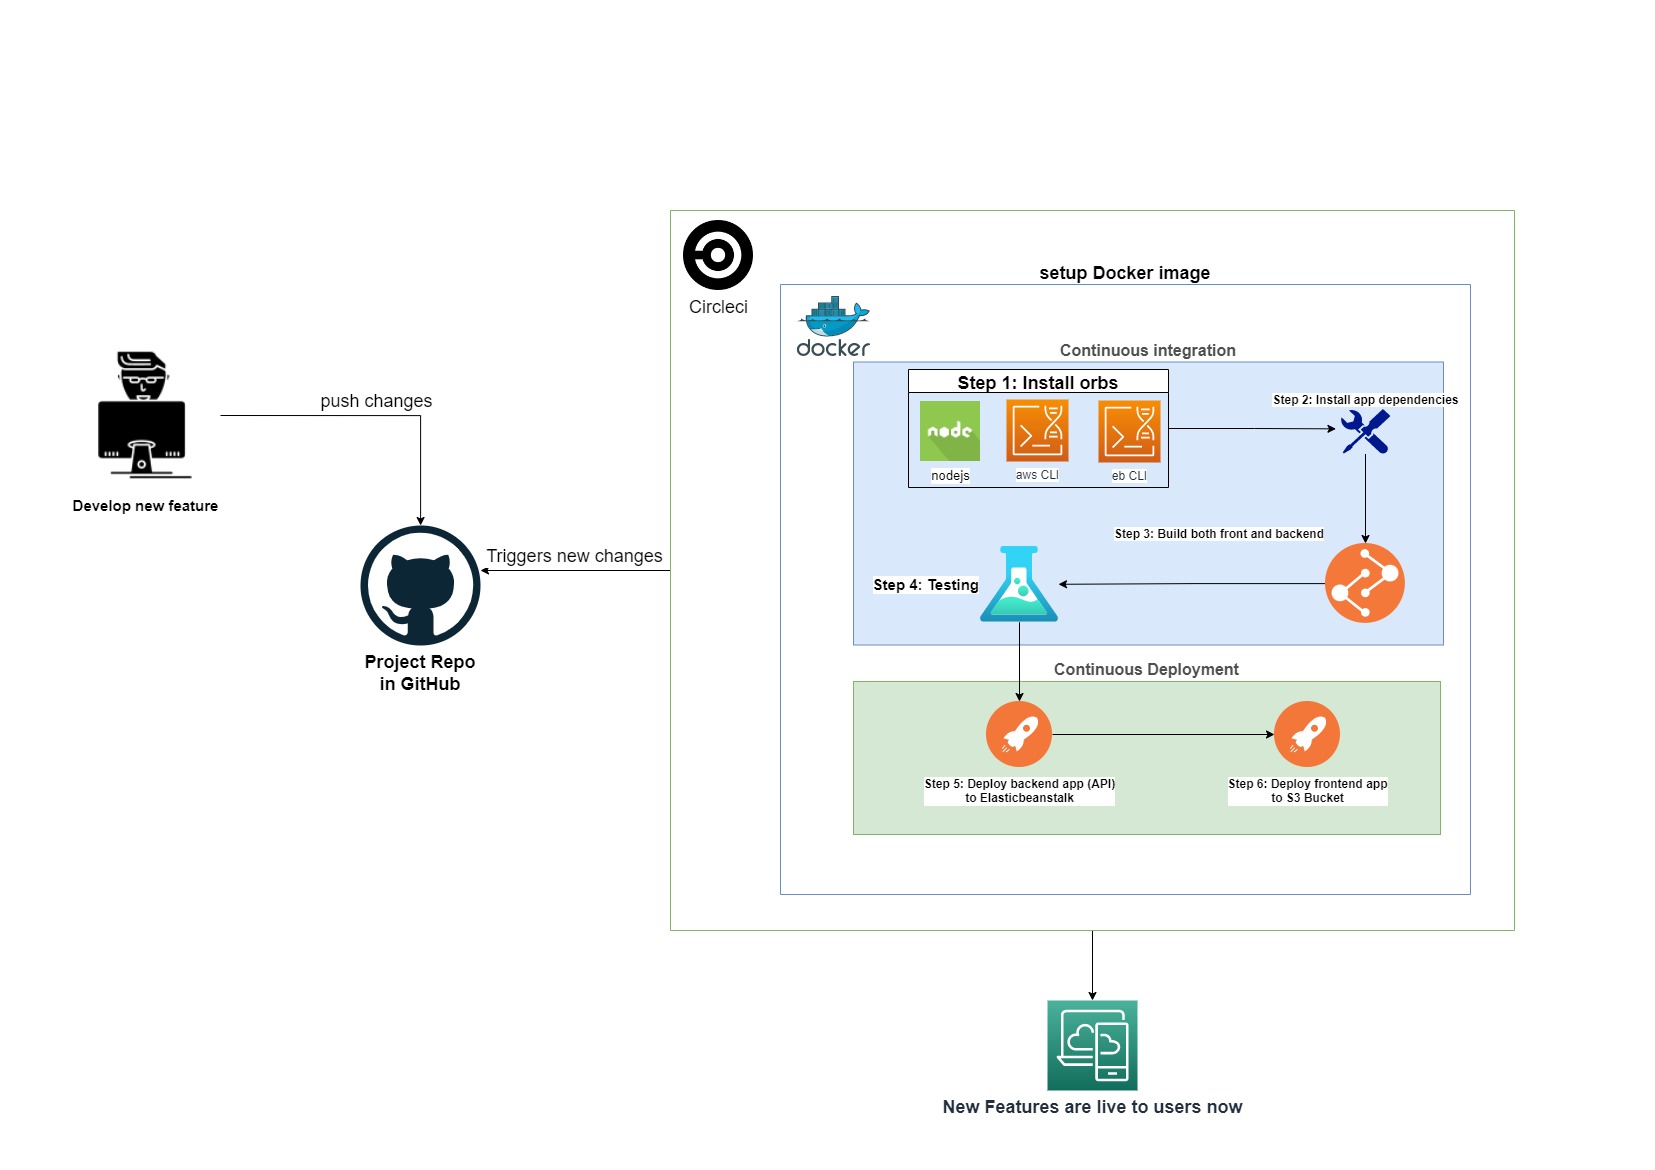 setup Docker image
Circleci
docker
Continuous integration
Step 1: Install orbs
node
nodejs
aws CLI
eb CLI
Step 2: Install app dependencies
push changes
Develop new feature
Step 3: Build both front and backend
Triggers new changes
Step 4: Testing
Project Repo
in GitHub
Continuous Deployment
Step 5: Deploy backend app (API)
to Elasticbeanstalk
Step 6: Deploy frontend app
to S3 Bucket
New Features are live to users now